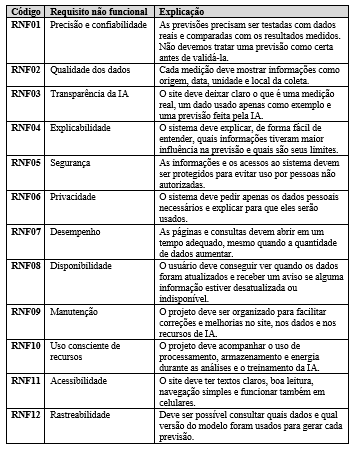 Código Requisito não funcional Explicação
RNF01 Precisão e confiabilidade As previsões precisam ser testadas com dados
reais e comparadas com os resultados medidos.
Não devemos tratar uma previsão como certa
antes de validá-la.
RNF02 Qualidade dos dados Cada medição deve mostrar informações como
origem, data, unidade e local da coleta.
RNF03 Transparência da IA O site deve deixar claro o que é uma medição
real, um dado usado apenas como exemplo e
uma previsão feita pela IA.
RNF04 Explicabilidade O sistema deve explicar, de forma fácil de
entender, quais informações tiveram maior
influência na previsão e quais são seus limites.
RNF05 Segurança As informações e os acessos ao sistema devem
ser protegidos para evitar uso por pessoas não
autorizadas.
RNF06 Privacidade O sistema deve pedir apenas os dados pessoais
necessários e explicar para que eles serão
usados.
RNF07 Desempenho As páginas e consultas devem abrir em um
tempo adequado, mesmo quando a quantidade
de dados aumentar.
RNF08 Disponibilidade O usuário deve conseguir ver quando os dados
foram atualizados e receber um aviso se alguma
informação estiver desatualizada ou
indisponível.
RNF09 Manutenção O projeto deve ser organizado para facilitar
correções e melhorias no site, nos dados e nos
recursos de IA.
RNF10 Uso consciente de O projeto deve acompanhar o uso de
recursos processamento, armazenamento e energia
durante as análises e o treinamento da IA.
RNF11 Acessibilidade O site deve ter textos claros, boa leitura,
navegação simples e funcionar também em
celulares.
RNF12 Rastreabilidade Deve ser possível consultar quais dados e qual
versão do modelo foram usados para gerar cada
previsão.